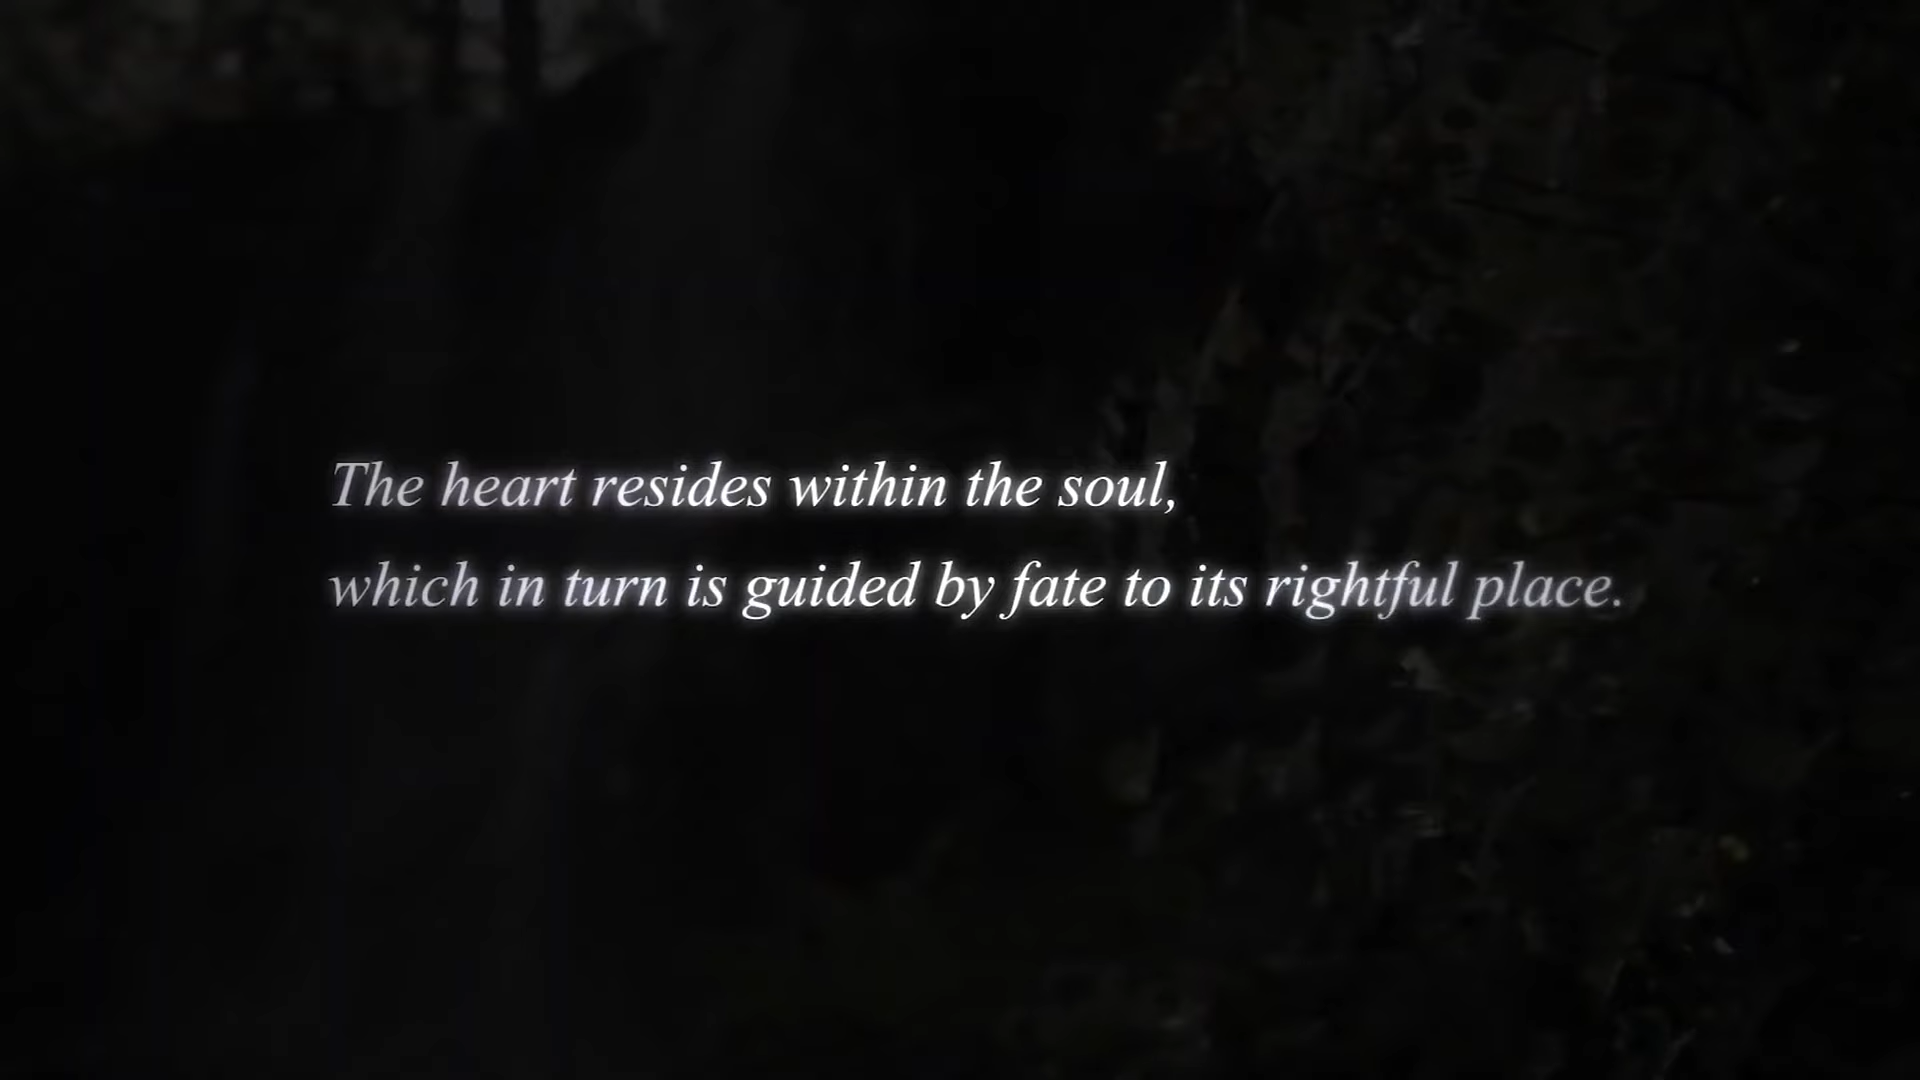 The heart resides within the soul,
which in turn is guided by fate to its rightful place.